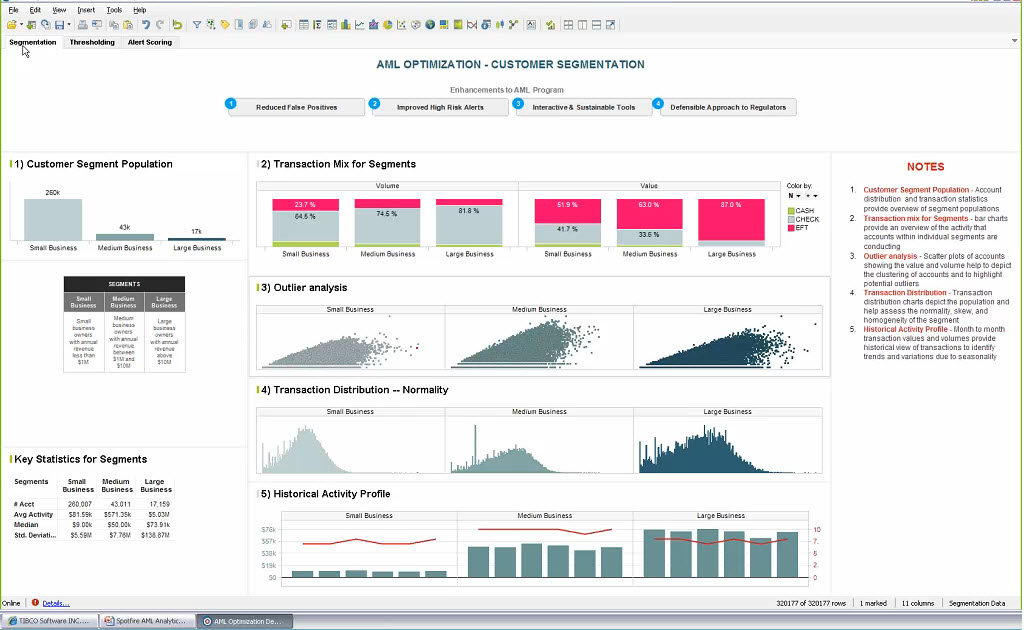 File Edit View Insert Tools Help
Segmentation Thresholding Alert Scoring
AML OPTIMIZATION - CUSTOMER SEGMENTATION
Enhancements to AML Program
1 Reduced False Positives 2 Improved High Risk Alerts 3 Interactive & Sustainable Tools 4 Defensible Approach to Regulators
1) Customer Segment Population
260k
43k
17k
Small Business Medium Business Large Business
SEGMENTS
Small Business Medium Business Large Business
Small business owners with annual revenue less than $1M
Medium business owners with annual revenue between $1M and $10M
Large business owners with annual revenue above $10M
Key Statistics for Segments
Segments Small Business Medium Business Large Business
# Acct 260,007 43,011 17,159
Avg Activity $81.59k $571.35k $5.03M
Median $9.00k $50.00k $73.91k
Std. Deviati... $5.59M $7.76M $138.87M
2) Transaction Mix for Segments
Volume Value
23.7 % 64.6 % 74.5 % 81.8 % 61.9 % 41.7 % 63.0 % 33.6 % 87.0 %
Small Business Medium Business Large Business Small Business Medium Business Large Business
Color by:
N
CASH
CHECK
EFT
3) Outlier analysis
Small Business Medium Business Large Business
4) Transaction Distribution -- Normality
Small Business Medium Business Large Business
5) Historical Activity Profile
Small Business Medium Business Large Business
$76k 10
$57k 7.
$38k 5.
$19k 2.
$0 0
NOTES
1. Customer Segment Population - Account
distribution and transaction statistics
provide overview of segment populations
2. Transaction mix for Segments - bar charts
provide an overview of the activity that
accounts within individual segments are
conducting
3. Outlier analysis - Scatter plots of accounts
showing the value and volume help to depict
the clustering of accounts and to highlight
potential outliers
4. Transaction Distribution - Transaction
distribution charts depict the population and
help assess the normality, skew, and
homogeneity of the segment
5. Historical Activity Profile - Month to month
transaction values and volumes provide
historical view of transactions to identify
trends and variations due to seasonality
Online Details... 320177 of 320177 rows 1 marked 11 columns Segmentation Data
TIBCO Software INC.... Spotfire AML Analytic... AML Optimization De...